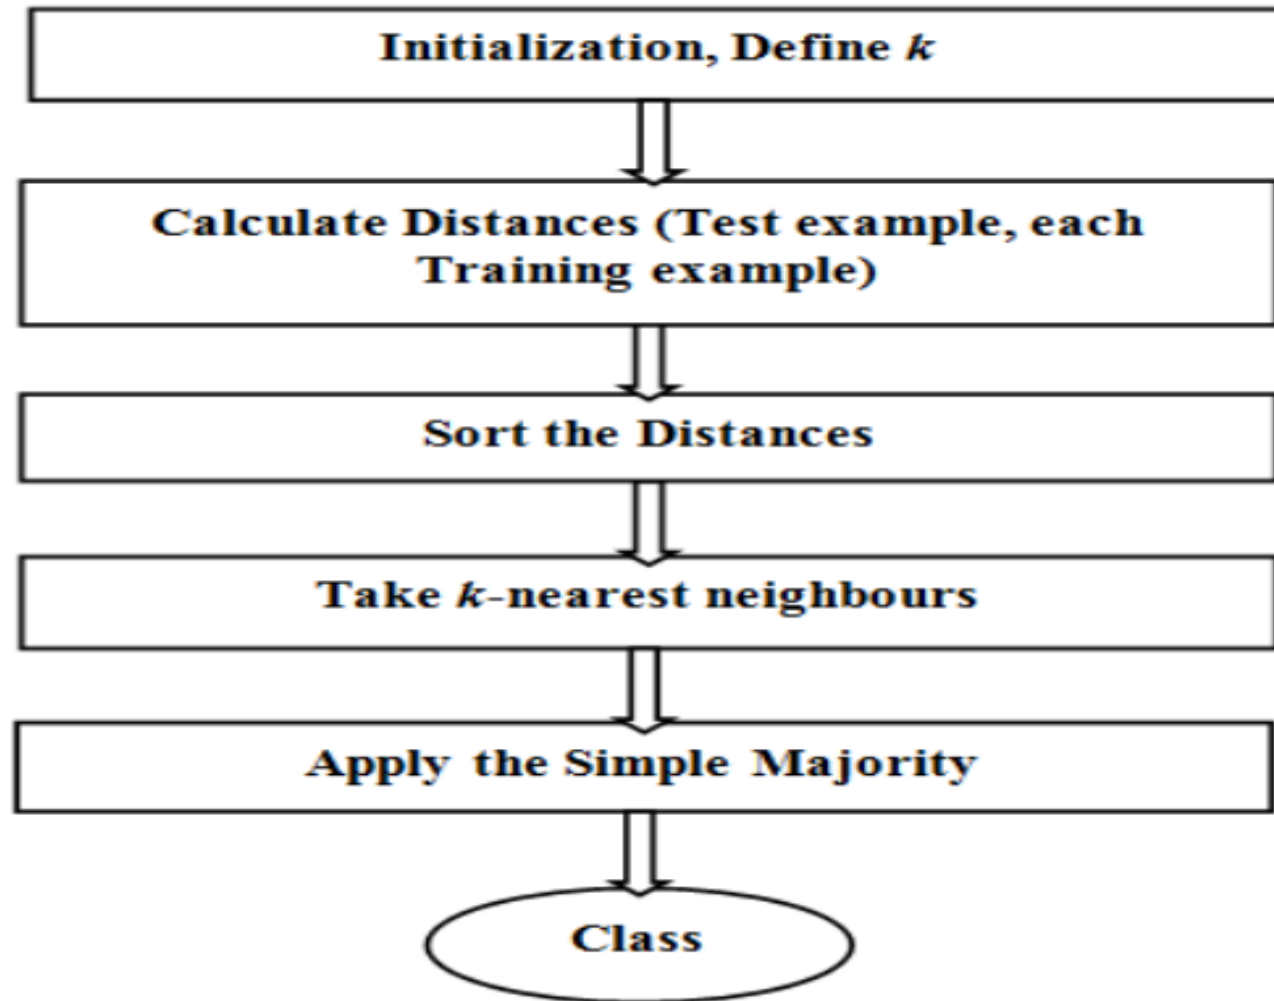 Initialization, Define k
Calculate Distances (Test example, each
Training example)
Sort the Distances
Take k-nearest neighbours
Apply the Simple Majority
Class